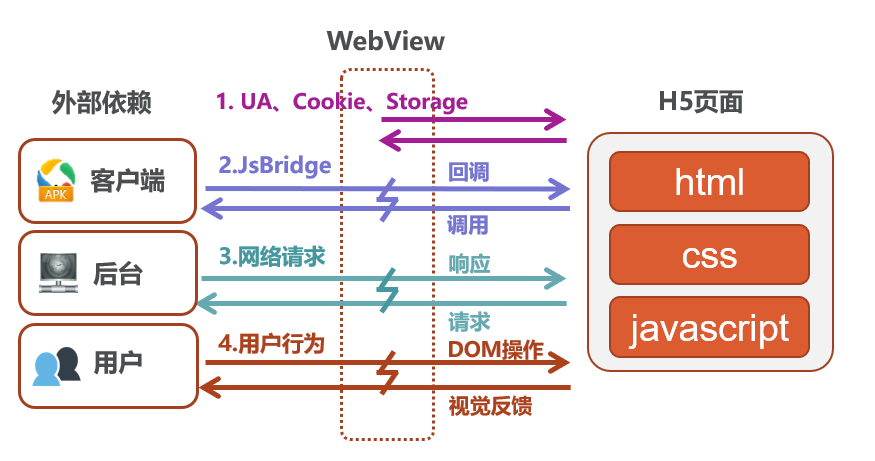 WebView
外部依赖
1. UA、Cookie、Storage
H5页面
客户端
APK
2.JsBridge
回调
调用
html
后台
3.网络请求
响应
请求
css
用户
4.用户行为
DOM操作
视觉反馈
javascript